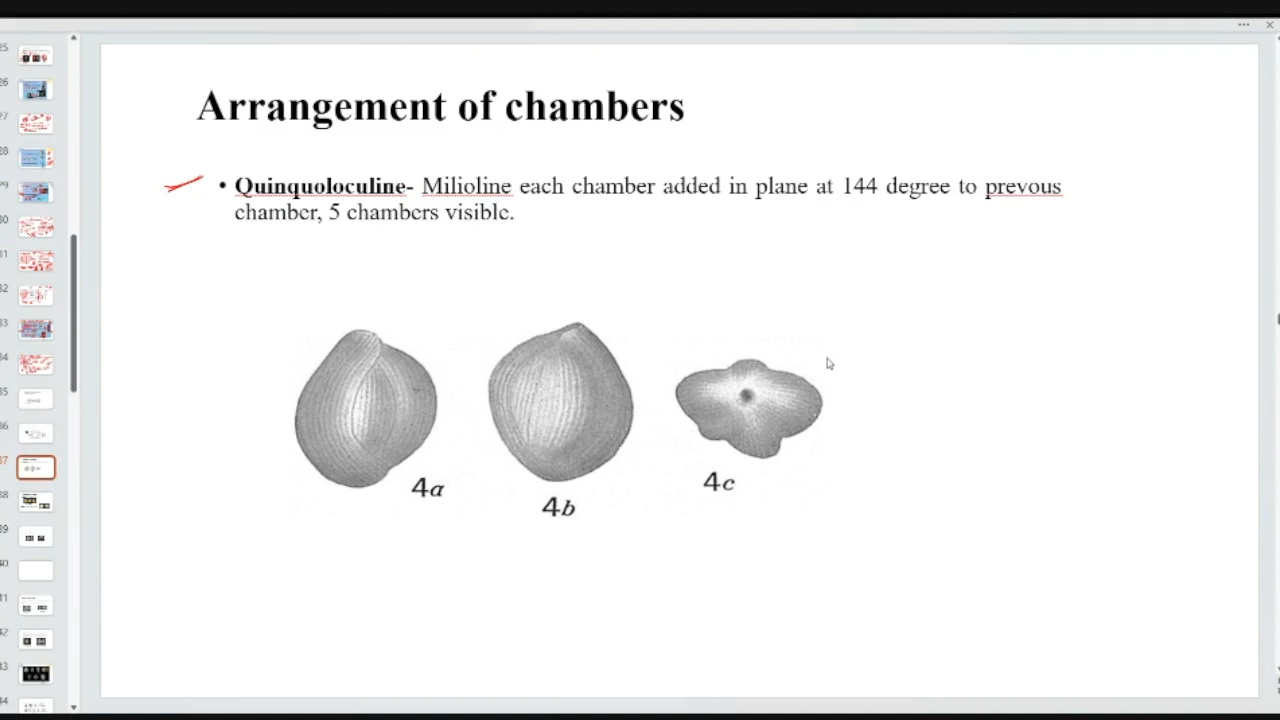 Arrangement of chambers
• Quinquoloculine- Milioline each chamber added in plane at 144 degree to prevous
chamber, 5 chambers visible.
4a
4b
4c